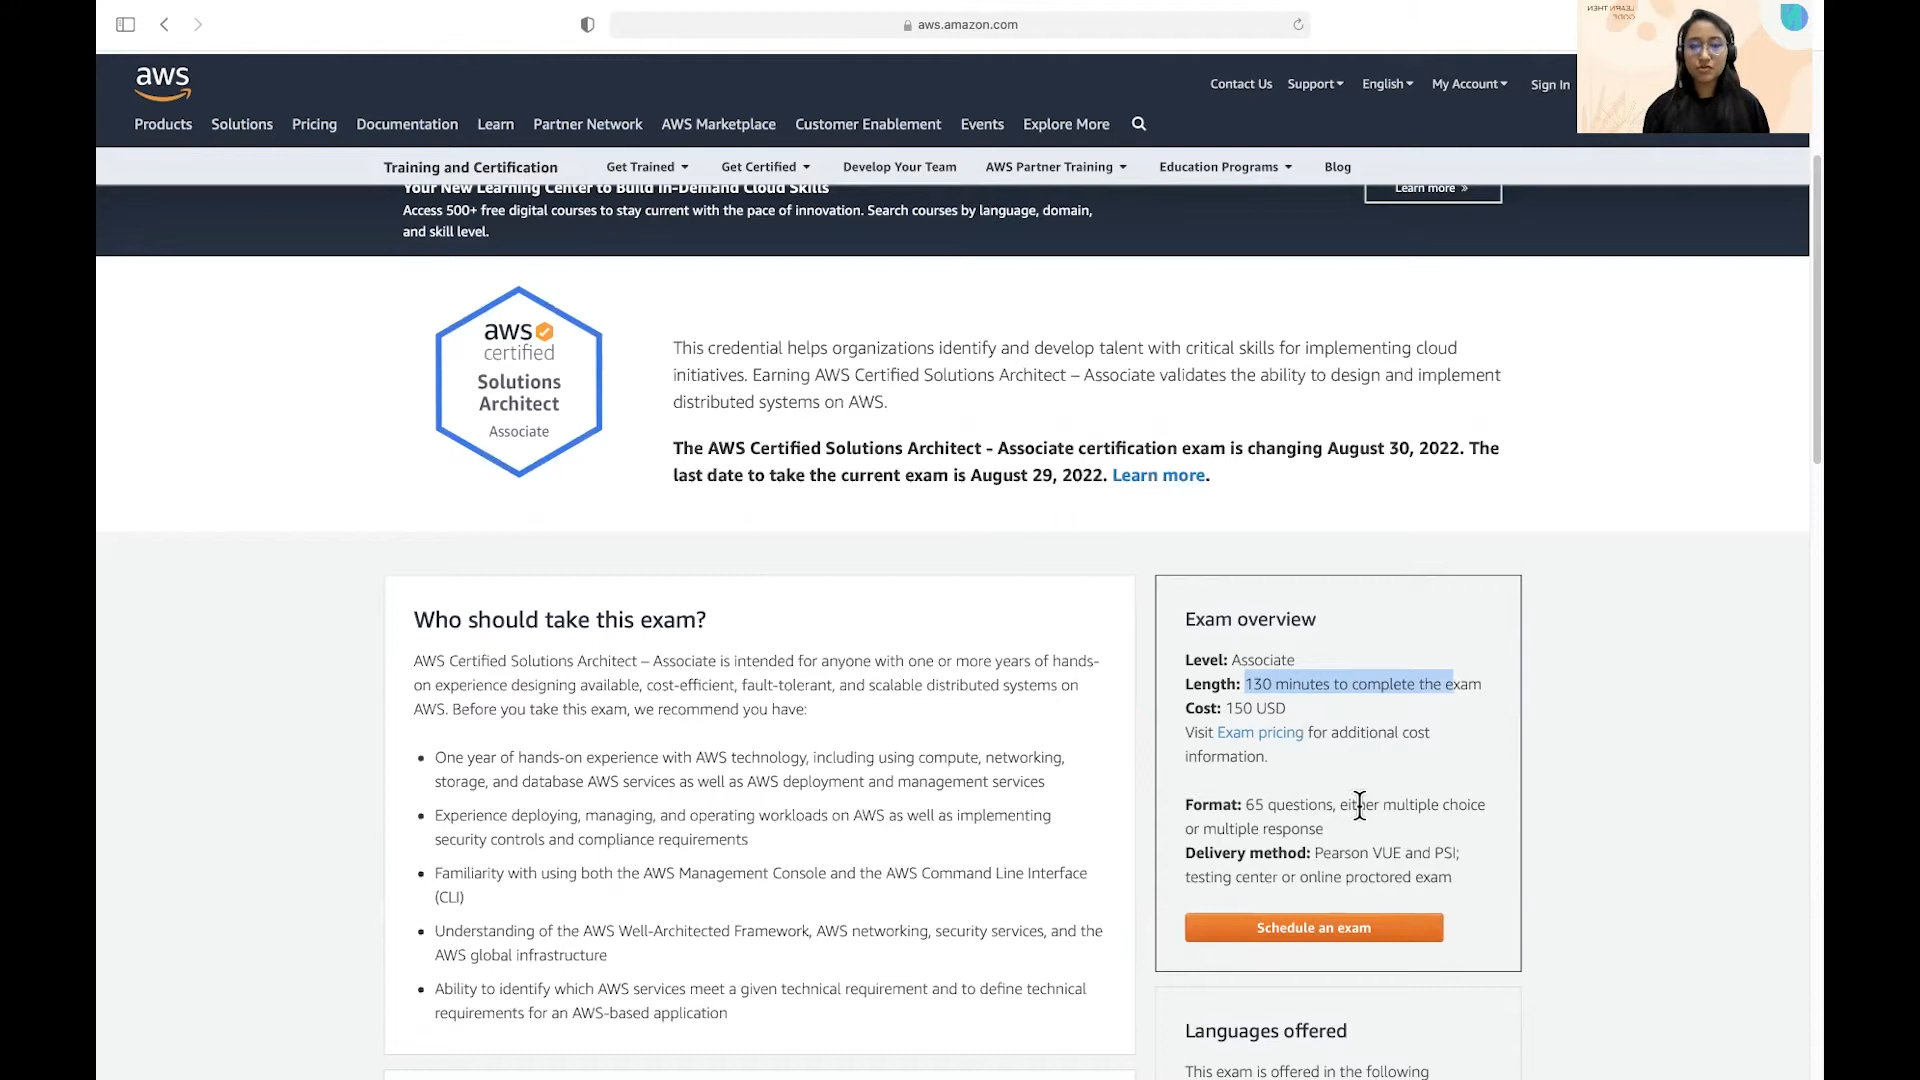 aws.amazon.com
LEARN THEN
CODE
aws
Contact Us Support English My Account Sign In
Products Solutions Pricing Documentation Learn Partner Network AWS Marketplace Customer Enablement Events Explore More
Training and Certification Get Trained Get Certified Develop Your Team AWS Partner Training Education Programs Blog
Your New Learning Center to Build In-Demand Cloud Skills
Learn more »
Access 500+ free digital courses to stay current with the pace of innovation. Search courses by language, domain,
and skill level.
aws
certified
Solutions
Architect
Associate
This credential helps organizations identify and develop talent with critical skills for implementing cloud
initiatives. Earning AWS Certified Solutions Architect – Associate validates the ability to design and implement
distributed systems on AWS.
The AWS Certified Solutions Architect - Associate certification exam is changing August 30, 2022. The
last date to take the current exam is August 29, 2022. Learn more.
Who should take this exam?
AWS Certified Solutions Architect – Associate is intended for anyone with one or more years of hands-
on experience designing available, cost-efficient, fault-tolerant, and scalable distributed systems on
AWS. Before you take this exam, we recommend you have:
• One year of hands-on experience with AWS technology, including using compute, networking,
storage, and database AWS services as well as AWS deployment and management services
• Experience deploying, managing, and operating workloads on AWS as well as implementing
security controls and compliance requirements
• Familiarity with using both the AWS Management Console and the AWS Command Line Interface
(CLI)
• Understanding of the AWS Well-Architected Framework, AWS networking, security services, and the
AWS global infrastructure
• Ability to identify which AWS services meet a given technical requirement and to define technical
requirements for an AWS-based application
Exam overview
Level: Associate
Length: 130 minutes to complete the exam
Cost: 150 USD
Visit Exam pricing for additional cost
information.
Format: 65 questions, either multiple choice
or multiple response
Delivery method: Pearson VUE and PSI;
testing center or online proctored exam
Schedule an exam
Languages offered
This exam is offered in the following